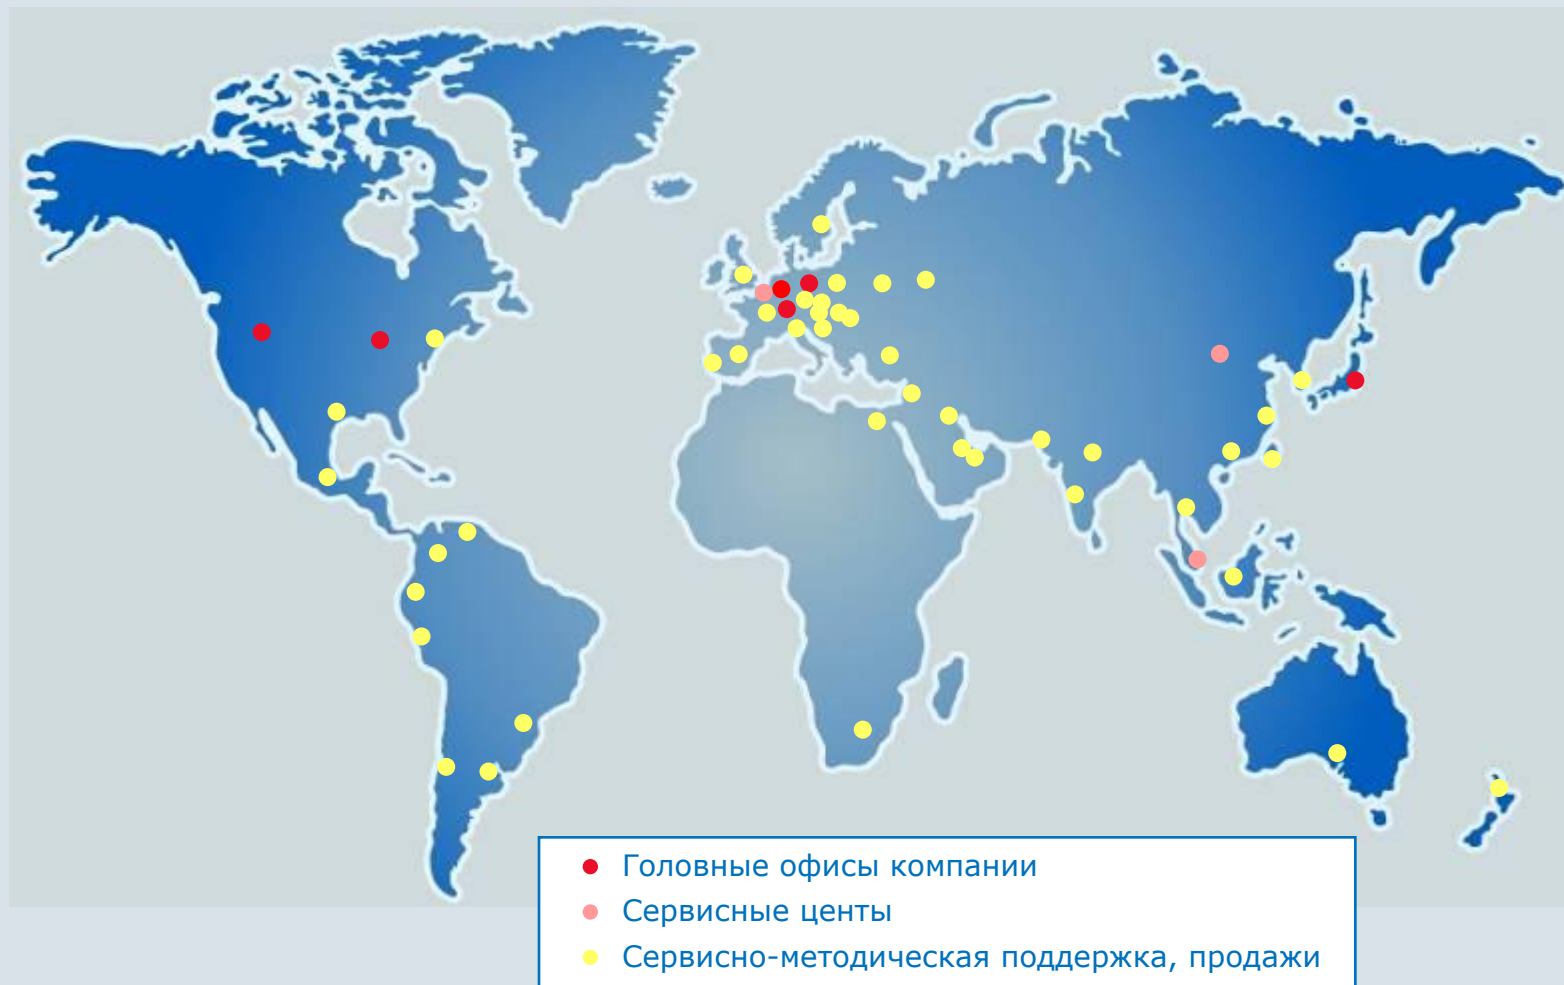 Головные офисы компании
Сервисные центы
Сервисно-методическая поддержка, продажи